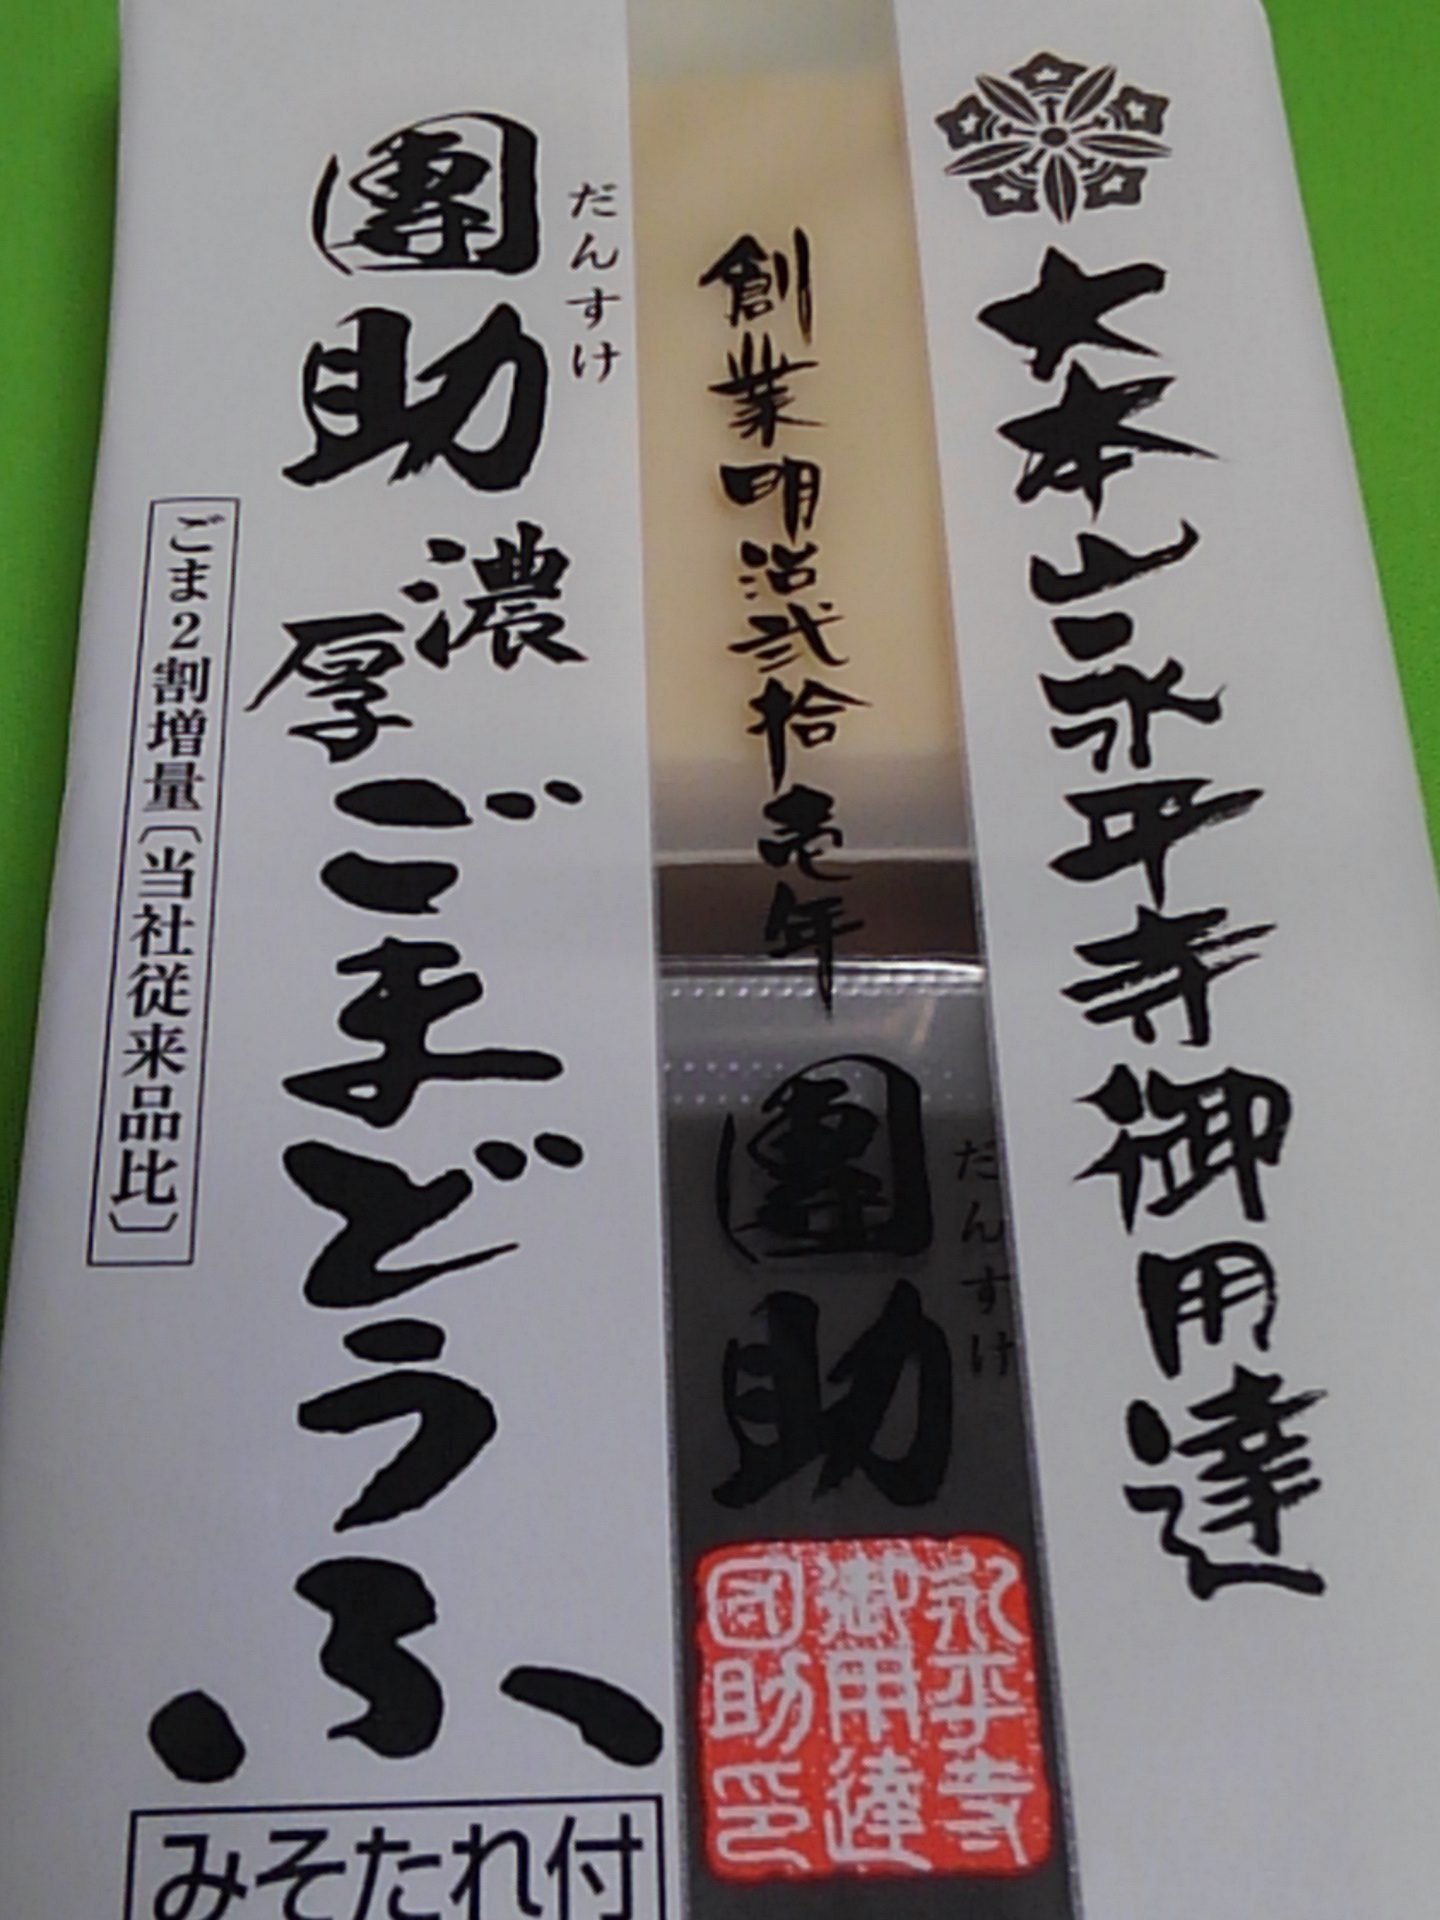 大本山永平寺御用達
創業明治弐拾壱年
團助
だんすけ
永平寺
御用達
團助印
團助
だんすけ
濃厚
ごまどうふ
ごま2割増量〔当社従来品比〕
みそたれ付